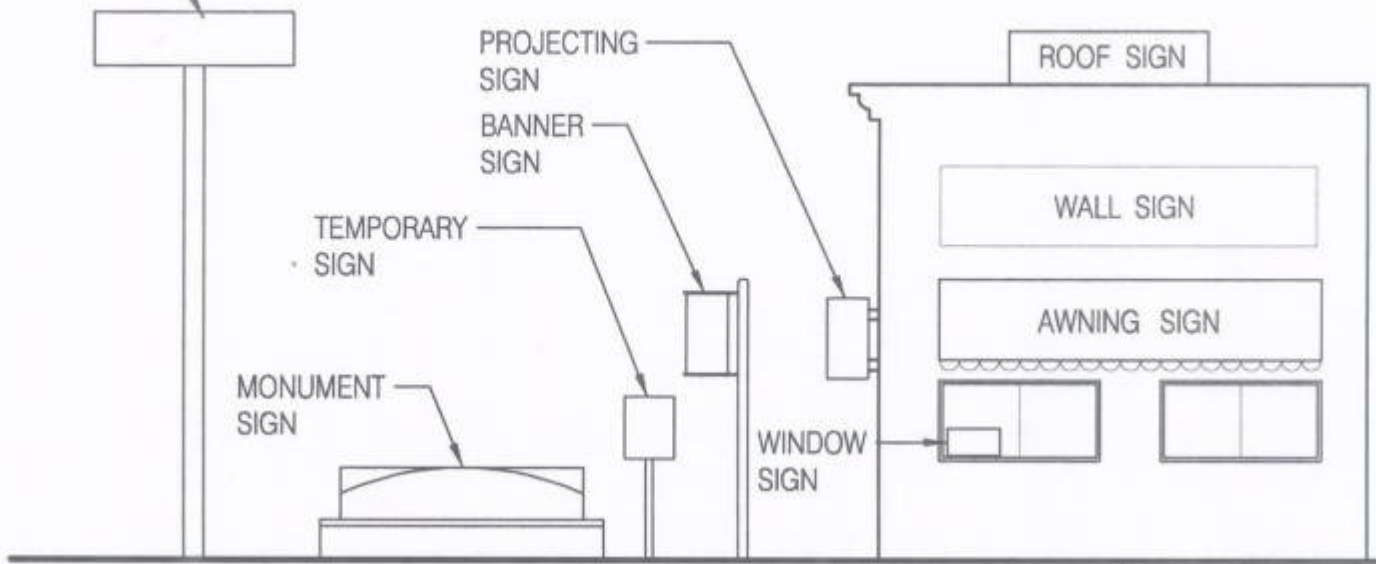 PROJECTING
SIGN
ROOF SIGN
BANNER
SIGN
WALL SIGN
TEMPORARY
SIGN
AWNING SIGN
MONUMENT
SIGN
WINDOW
SIGN